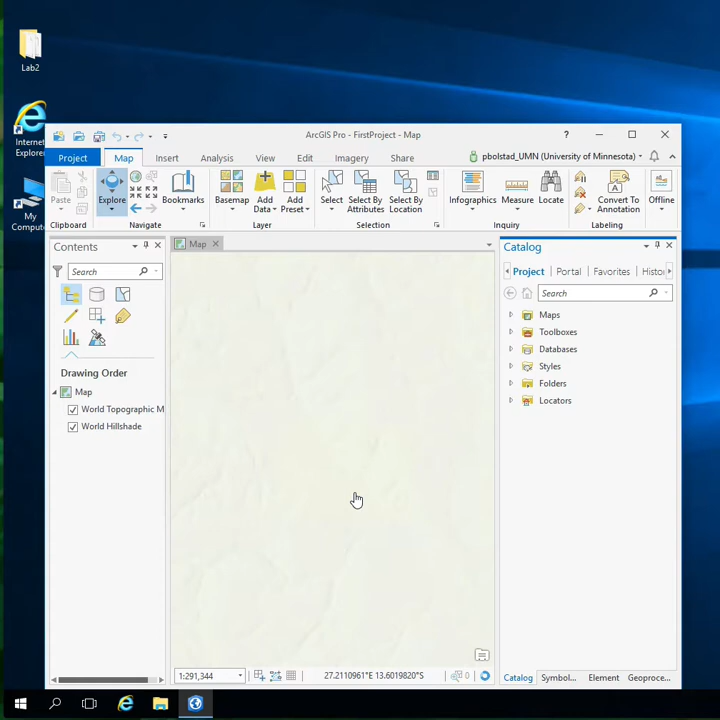 Lab2
Internet
Explorer
My
Compute
ArcGIS Pro - FirstProject - Map
?
Project
Map
Insert
Analysis
View
Edit
Imagery
Share
pbolstad_UMN (University of Minnesota)
Paste
Explore
Bookmarks
Basemap
Add
Data
Add
Preset
Select
Select By
Attributes
Select By
Location
Infographics
Measure
Locate
Convert To
Annotation
Offline
Clipboard
Navigate
Layer
Selection
Inquiry
Labeling
Contents
Search
Drawing Order
Map
World Topographic M
World Hillshade
Map
1:291,344
27.2110961°E 13.6019820°S
0
Catalog
Project
Portal
Favorites
Histo
Search
Maps
Toolboxes
Databases
Styles
Folders
Locators
Catalog
Symbol...
Element
Geoproce...